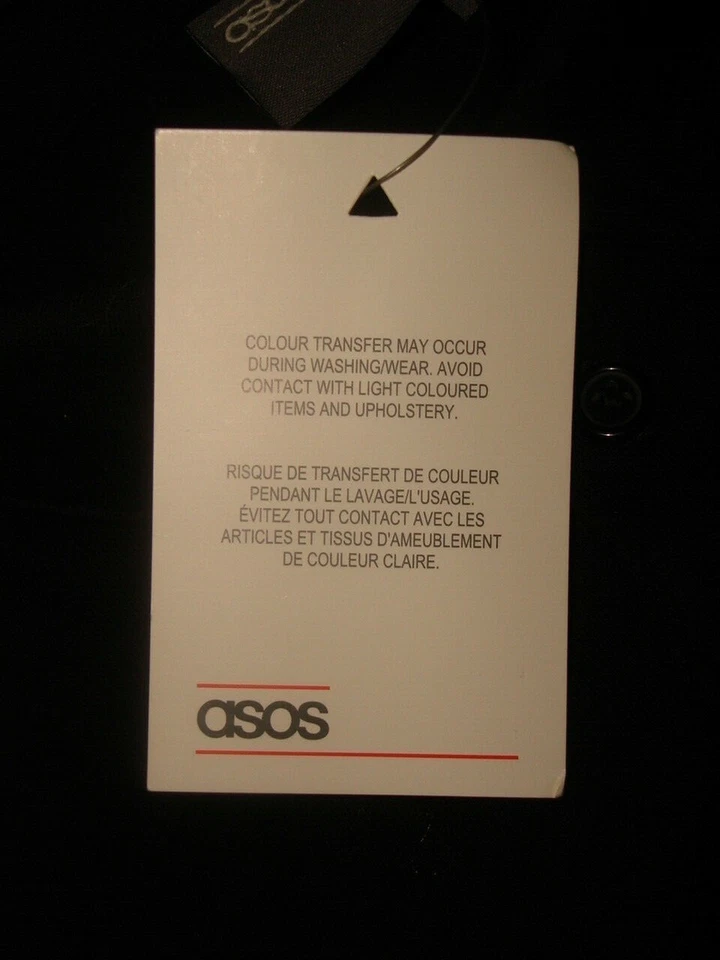 COLOUR TRANSFER MAY OCCUR
DURING WASHING/WEAR. AVOID
CONTACT WITH LIGHT COLOURED
ITEMS AND UPHOLSTERY.
RISQUE DE TRANSFERT DE COULEUR
PENDANT LE LAVAGE/L'USAGE.
ÉVITEZ TOUT CONTACT AVEC LES
ARTICLES ET TISSUS D'AMEUBLEMENT
DE COULEUR CLAIRE.
asos